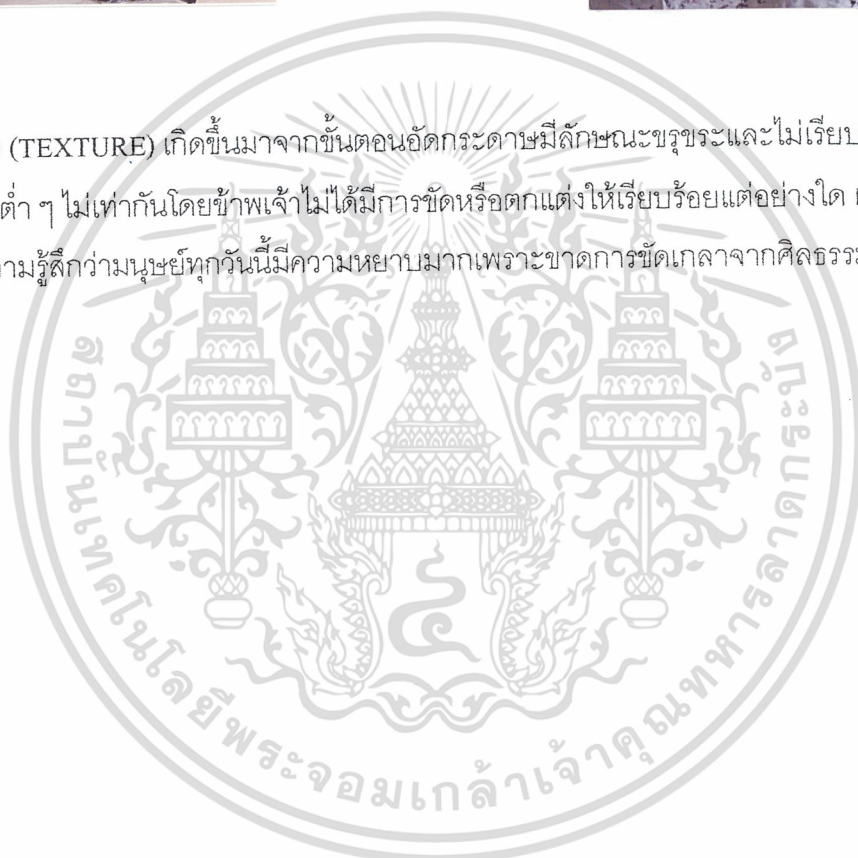 (TEXTURE) เกิดขึ้นมาจากขั้นตอนอัดกระดาษมีลักษณะขรุขระและไม่เรียบ
ต่ำ ๆ ไม่เท่ากันโดยข้าพเจ้าไม่ได้มีการขัดหรือตกแต่งให้เรียบร้อยแต่อย่างใด
ามรู้สึกว่ามนุษย์ทุกวันนี้มีความหยาบมากเพราะขาดการขัดเกลาจากศีลธรร
สถาบันเทคโนโลยีพระจอมเกล้าเจ้าคุณทหารลาดกระบัง
๔